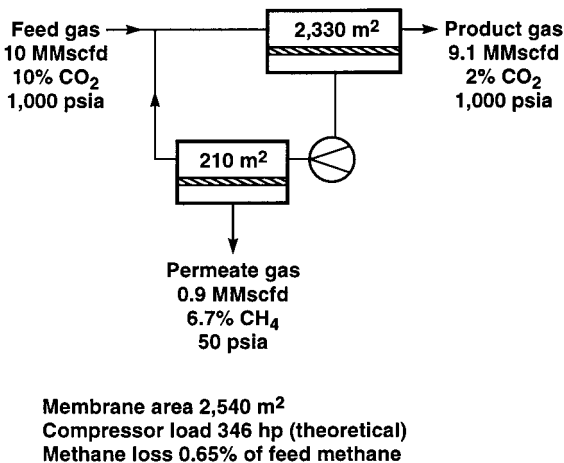 Feed gas
10 MMscfd
10% CO2
1,000 psia
2,330 m2
Product gas
9.1 MMscfd
2% CO2
1,000 psia
210 m2
Permeate gas
0.9 MMscfd
6.7% CH4
50 psia
Membrane area 2,540 m2
Compressor load 346 hp (theoretical)
Methane loss 0.65% of feed methane